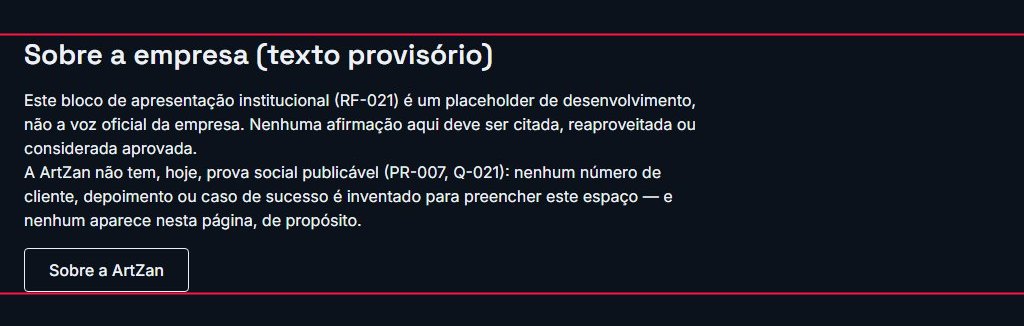 Sobre a empresa (texto provisório)
Este bloco de apresentação institucional (RF-021) é um placeholder de desenvolvimento,
não a voz oficial da empresa. Nenhuma afirmação aqui deve ser citada, reaproveitada ou
considerada aprovada.
A ArtZan não tem, hoje, prova social publicável (PR-007, Q-021): nenhum número de
cliente, depoimento ou caso de sucesso é inventado para preencher este espaço — e
nenhum aparece nesta página, de propósito.
Sobre a ArtZan